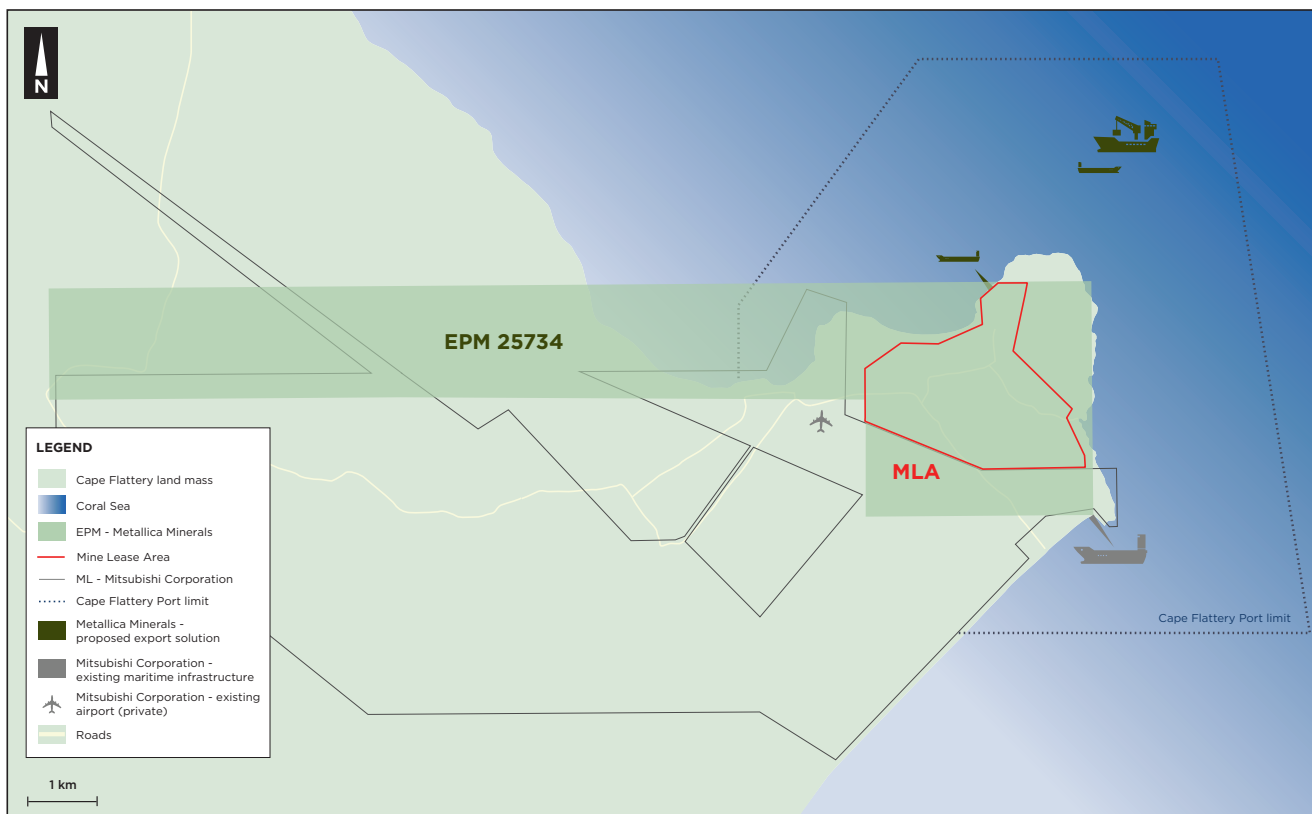 N
EPM 25734
MLA
Cape Flattery Port limit
LEGEND
Cape Flattery land mass
Coral Sea
EPM - Metallica Minerals
Mine Lease Area
ML - Mitsubishi Corporation
Cape Flattery Port limit
Metallica Minerals -
proposed export solution
Mitsubishi Corporation -
existing maritime infrastructure
Mitsubishi Corporation - existing
airport (private)
Roads
1 km